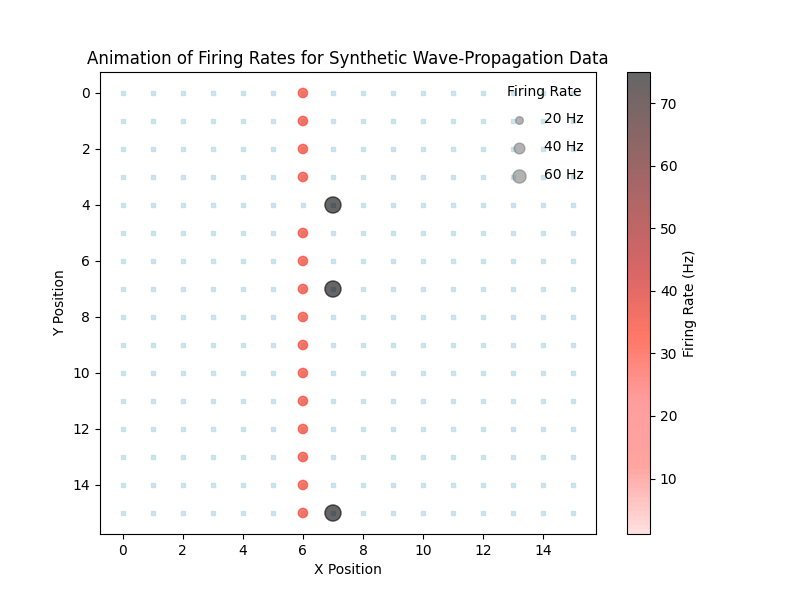 Animation of Firing Rates for Synthetic Wave-Propagation Data
Firing Rate
20 Hz
40 Hz
60 Hz
0
2
4
6
8
10
12
14
Y Position
0 2 4 6 8 10 12 14
X Position
70
60
50
40
30
20
10
Firing Rate (Hz)